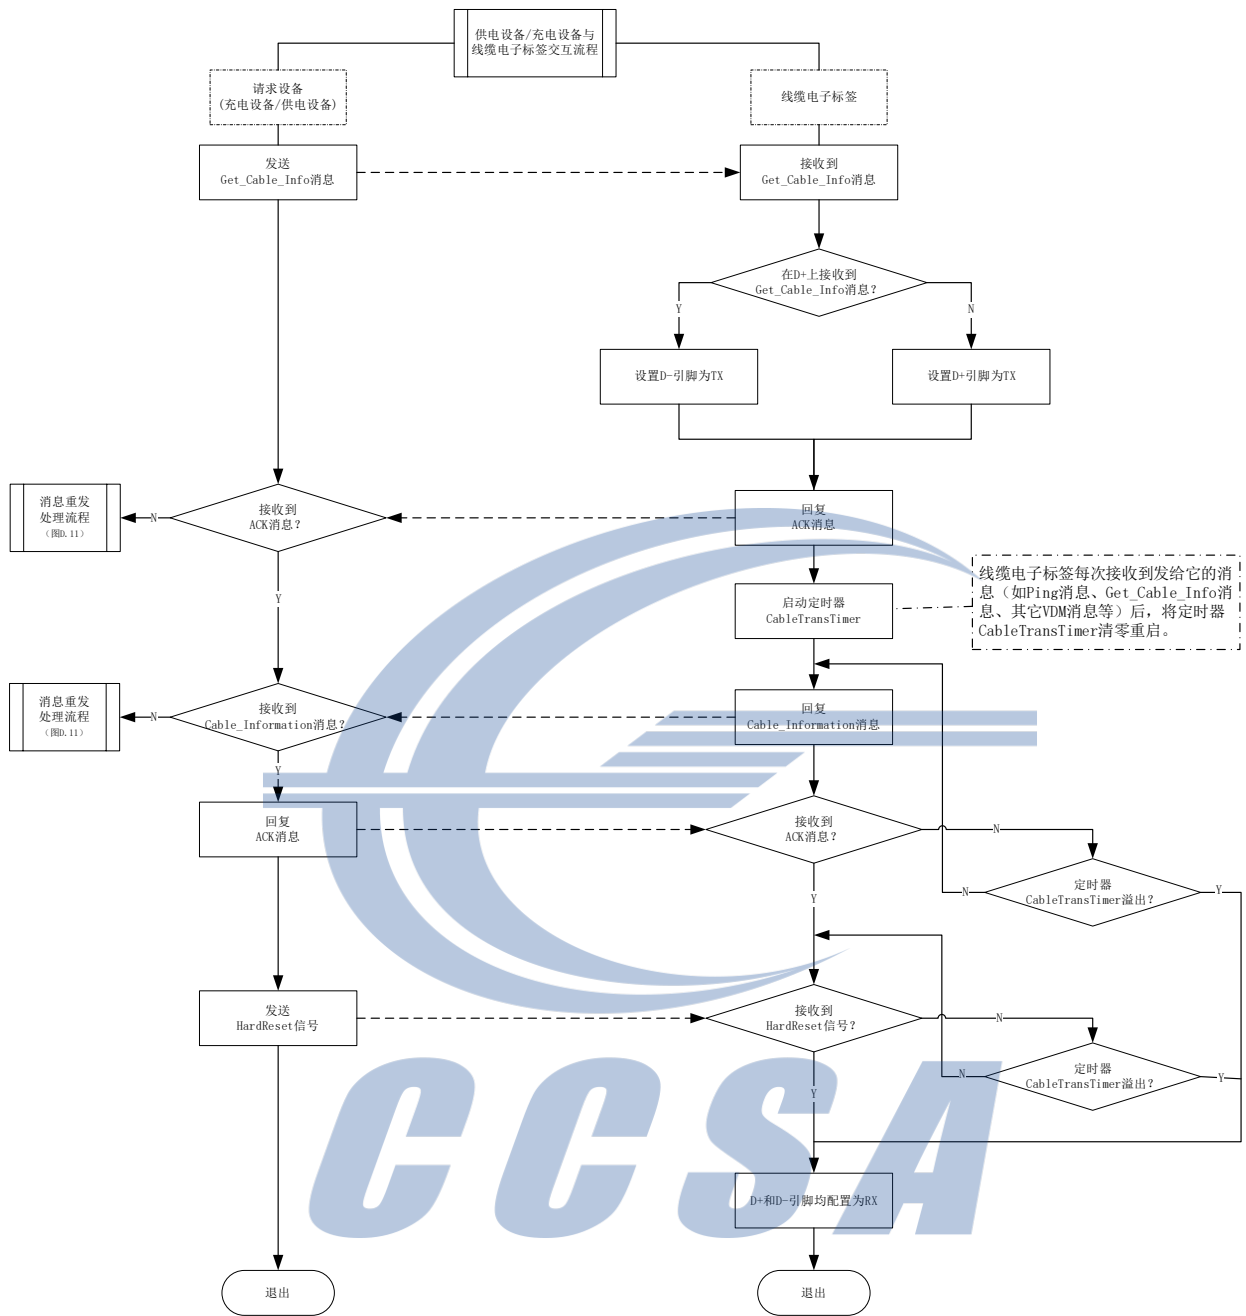 供电设备/充电设备与
线缆电子标签交互流程
请求设备
(充电设备/供电设备)
线缆电子标签
发送
Get_Cable_Info消息
接收到
Get_Cable_Info消息
在D+上接收到
Get_Cable_Info消息?
Y
N
设置D-引脚为TX
设置D+引脚为TX
消息重发
处理流程
（图D.11）
N
接收到
ACK消息?
回复
ACK消息
Y
启动定时器
CableTransTimer
线缆电子标签每次接收到发给它的消
息（如Ping消息、Get_Cable_Info消
息、其它VDM消息等）后，将定时器
CableTransTimer清零重启。
消息重发
处理流程
（图D.11）
N
接收到
Cable_Information消息?
回复
Cable_Information消息
Y
回复
ACK消息
接收到
ACK消息?
N
Y
定时器
CableTransTimer溢出?
N
Y
发送
HardReset信号
接收到
HardReset信号?
N
Y
定时器
CableTransTimer溢出?
N
Y
D+和D-引脚均配置为RX
CCSA
退出
退出